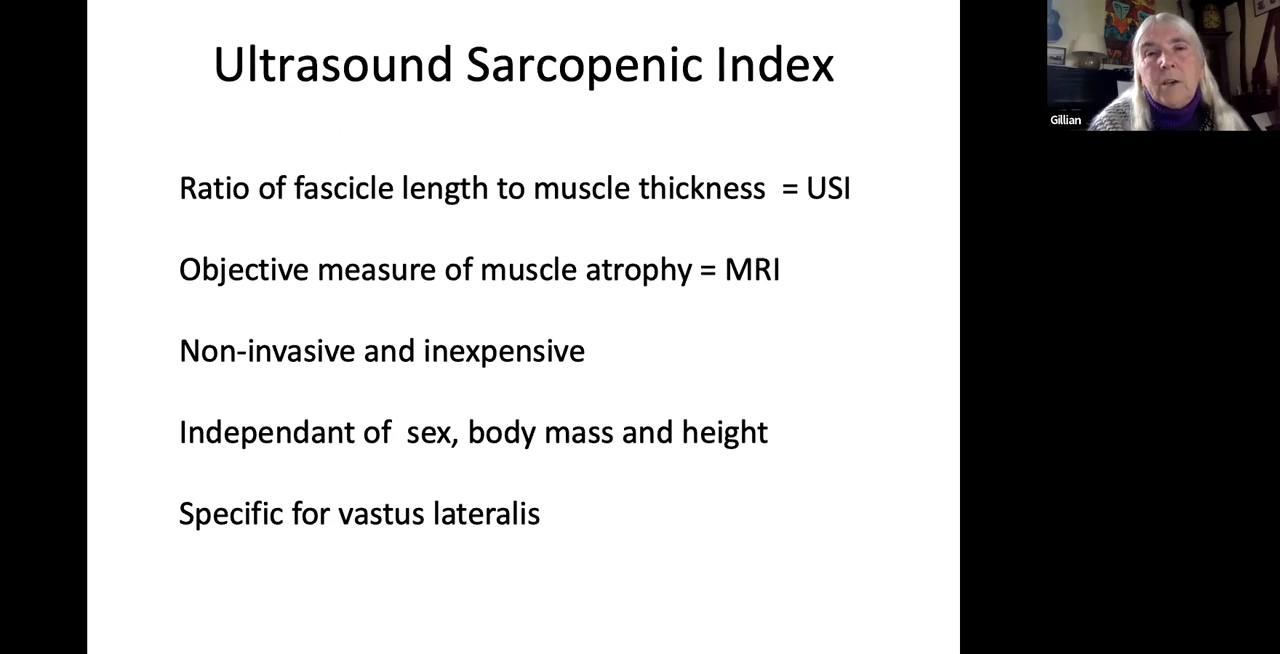 Ultrasound Sarcopenic Index
Gillian
Ratio of fascicle length to muscle thickness = USI
Objective measure of muscle atrophy = MRI
Non-invasive and inexpensive
Independant of sex, body mass and height
Specific for vastus lateralis